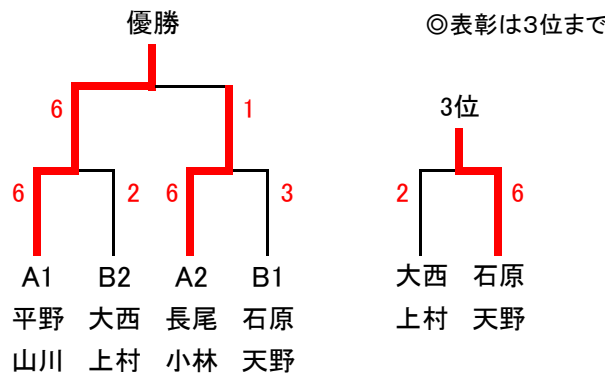 優勝
◎表彰は3位まで
6
1
3位
6
2
6
3
2
6
A1 B2 A2 B1
大西 石原
平野 大西 長尾 石原
上村 天野
山川 上村 小林 天野